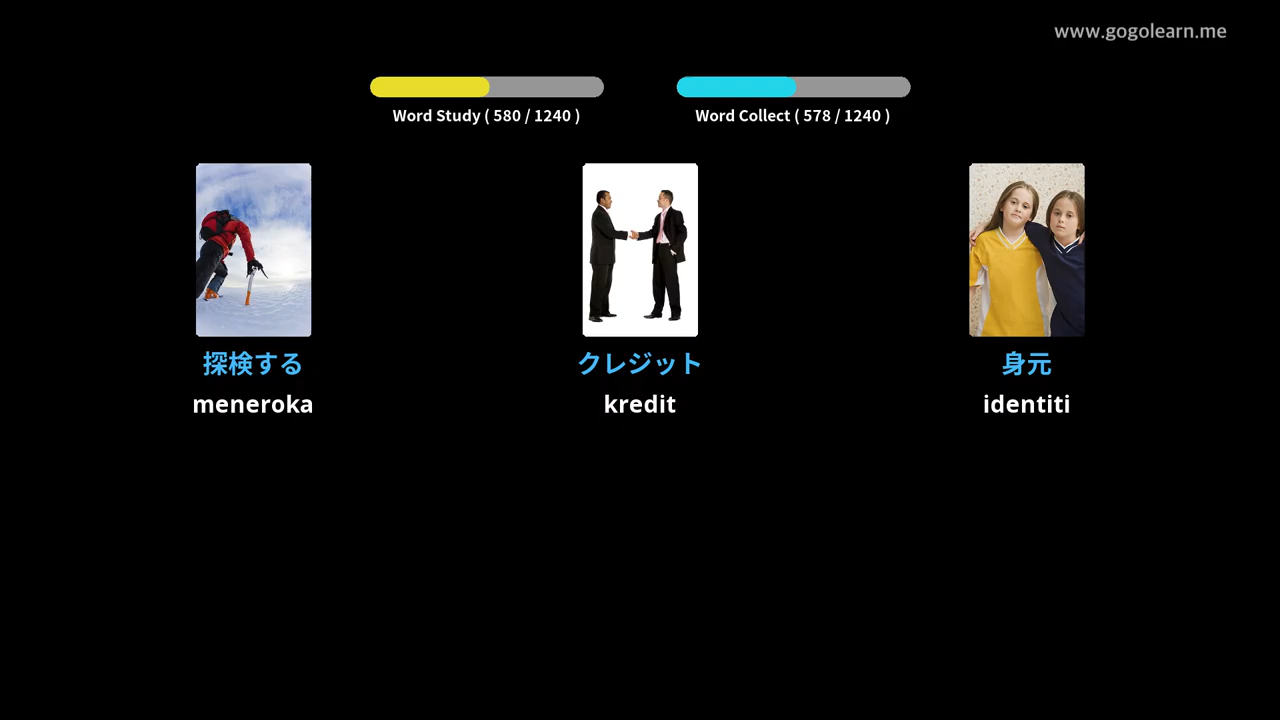 www.gogolearn.me
Word Study ( 580 / 1240 )
Word Collect ( 578 / 1240 )
探検する
meneroka
クレジット
kredit
身元
identiti